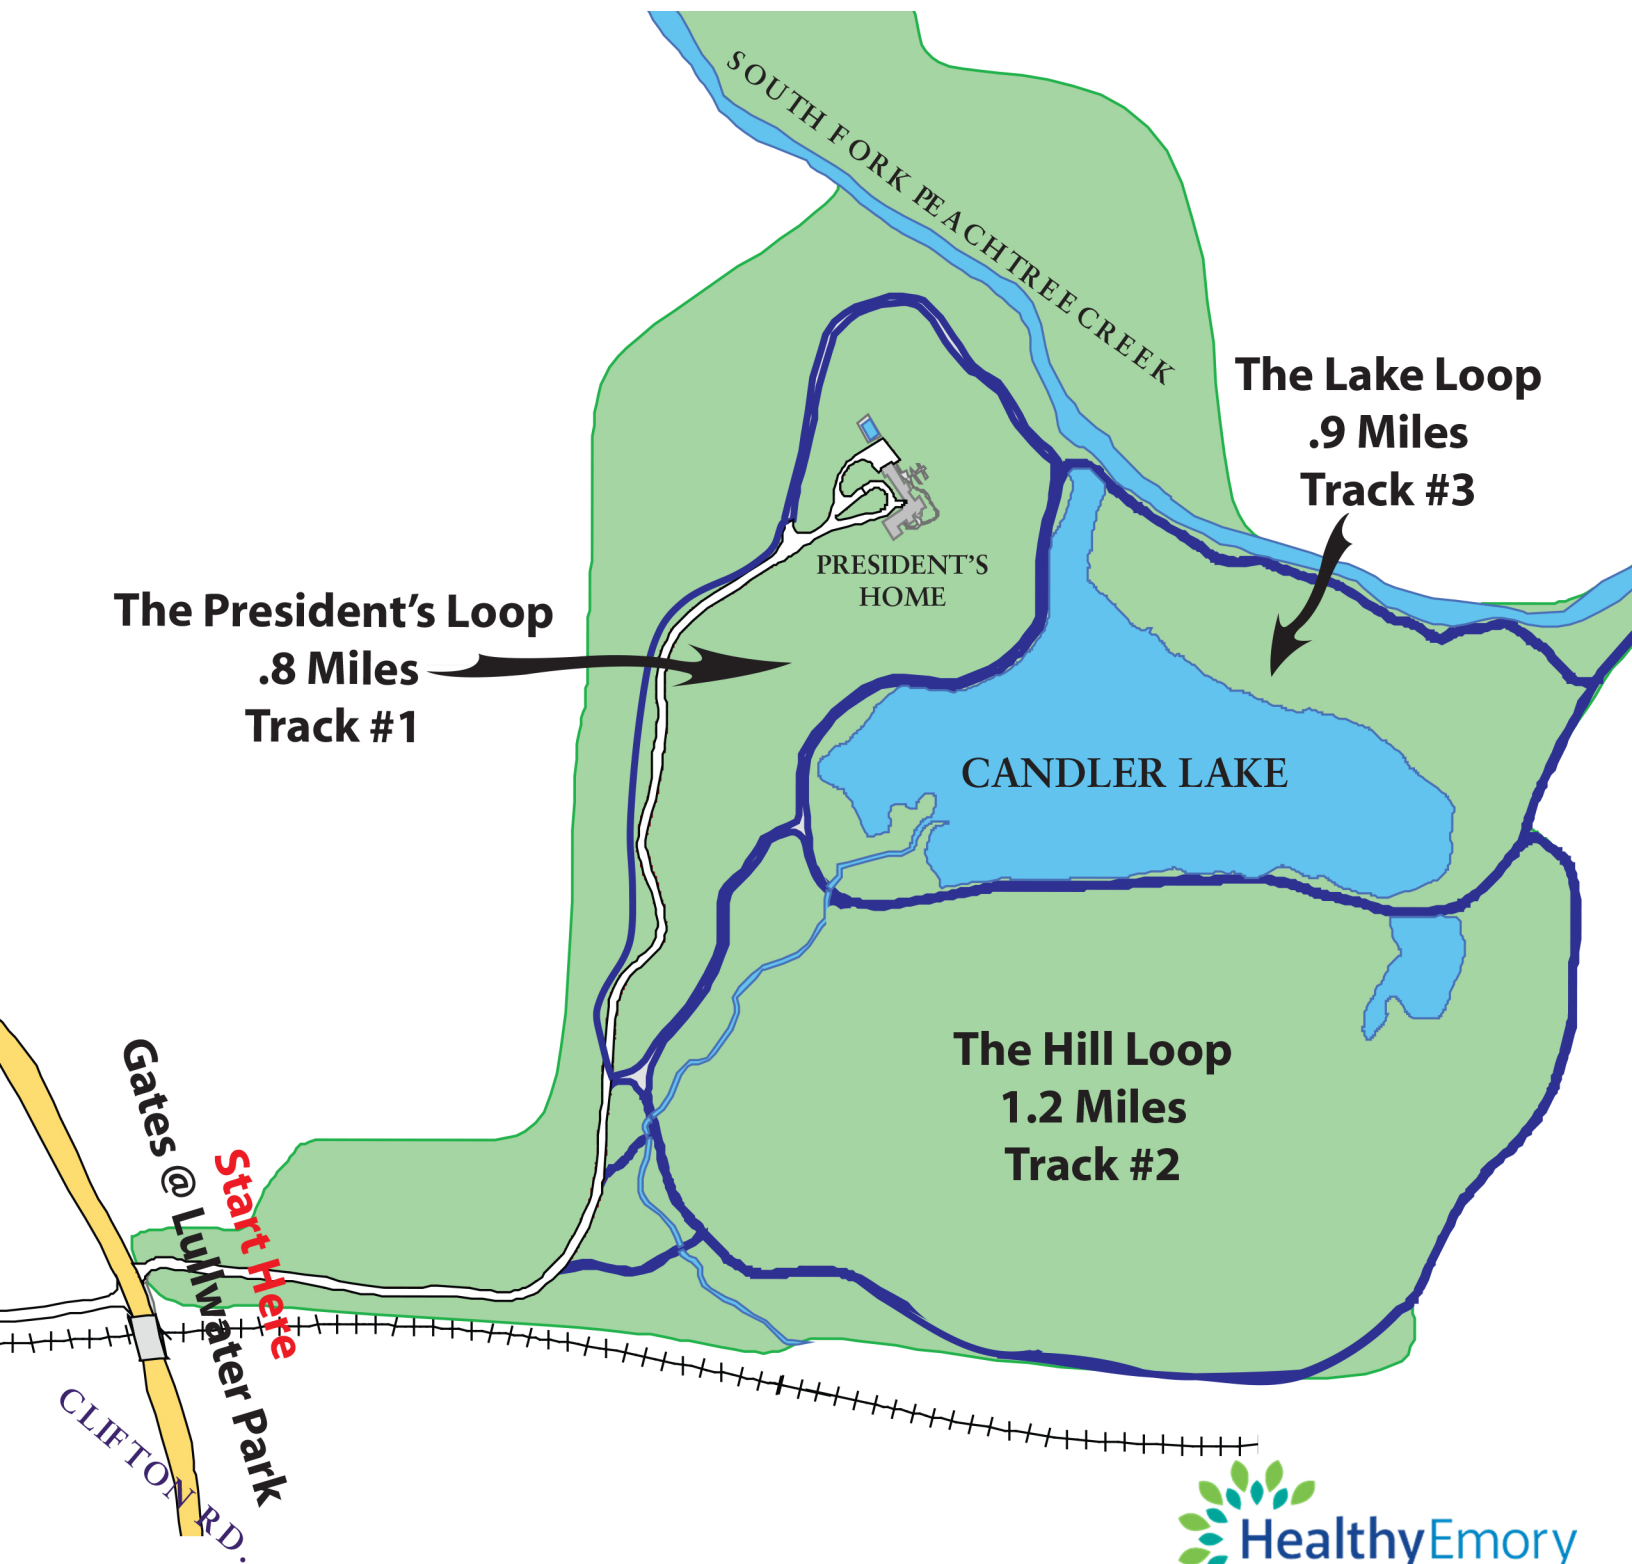 SOUTH FORK PEACHTREE CREEK
The Lake Loop
.9 Miles
Track #3
PRESIDENT'S
HOME
The President's Loop
.8 Miles
Track #1
CANDLER LAKE
The Hill Loop
1.2 Miles
Track #2
Gates @ Lullwater Park
Start Here
CLIFTON RD.
HealthyEmory